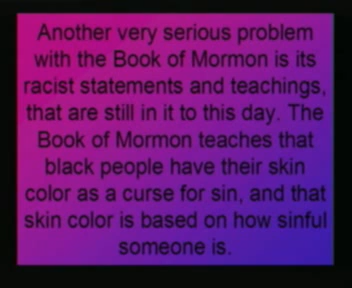 Another very serious problem
with the Book of Mormon is its
racist statements and teachings,
that are still in it to this day. The
Book of Mormon teaches that
black people have their skin
color as a curse for sin, and that
skin color is based on how sinful
someone is.